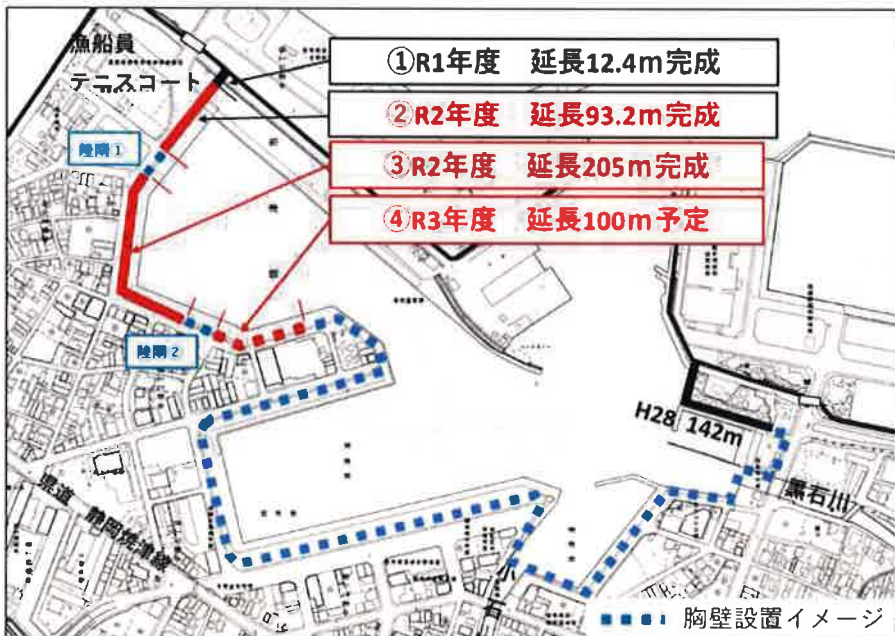 漁船員
テニスコート
①R1年度 延長12.4m完成
②R2年度 延長93.2m完成
③R2年度 延長205m完成
④R3年度 延長100m予定
陸閘1
陸閘2
H28 142m
黒石川
県道 静岡焼津線
小石川
胸壁設置イメージ